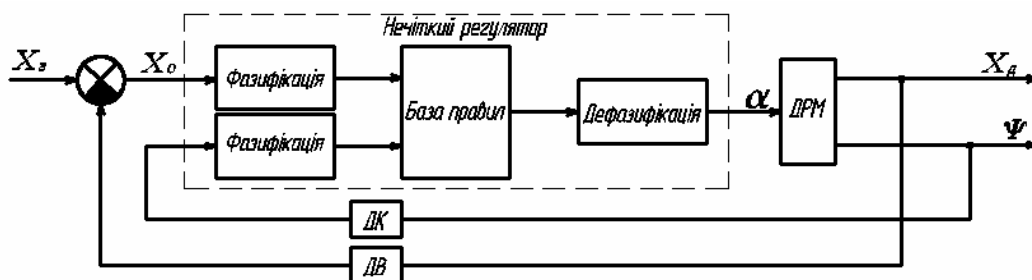 Нечіткий регулятор
Xз
Xо
Фазифікація
Фазифікація
База правил
Дефазифікація
α
ДРМ
Xд
Ψ
ДК
ДВ